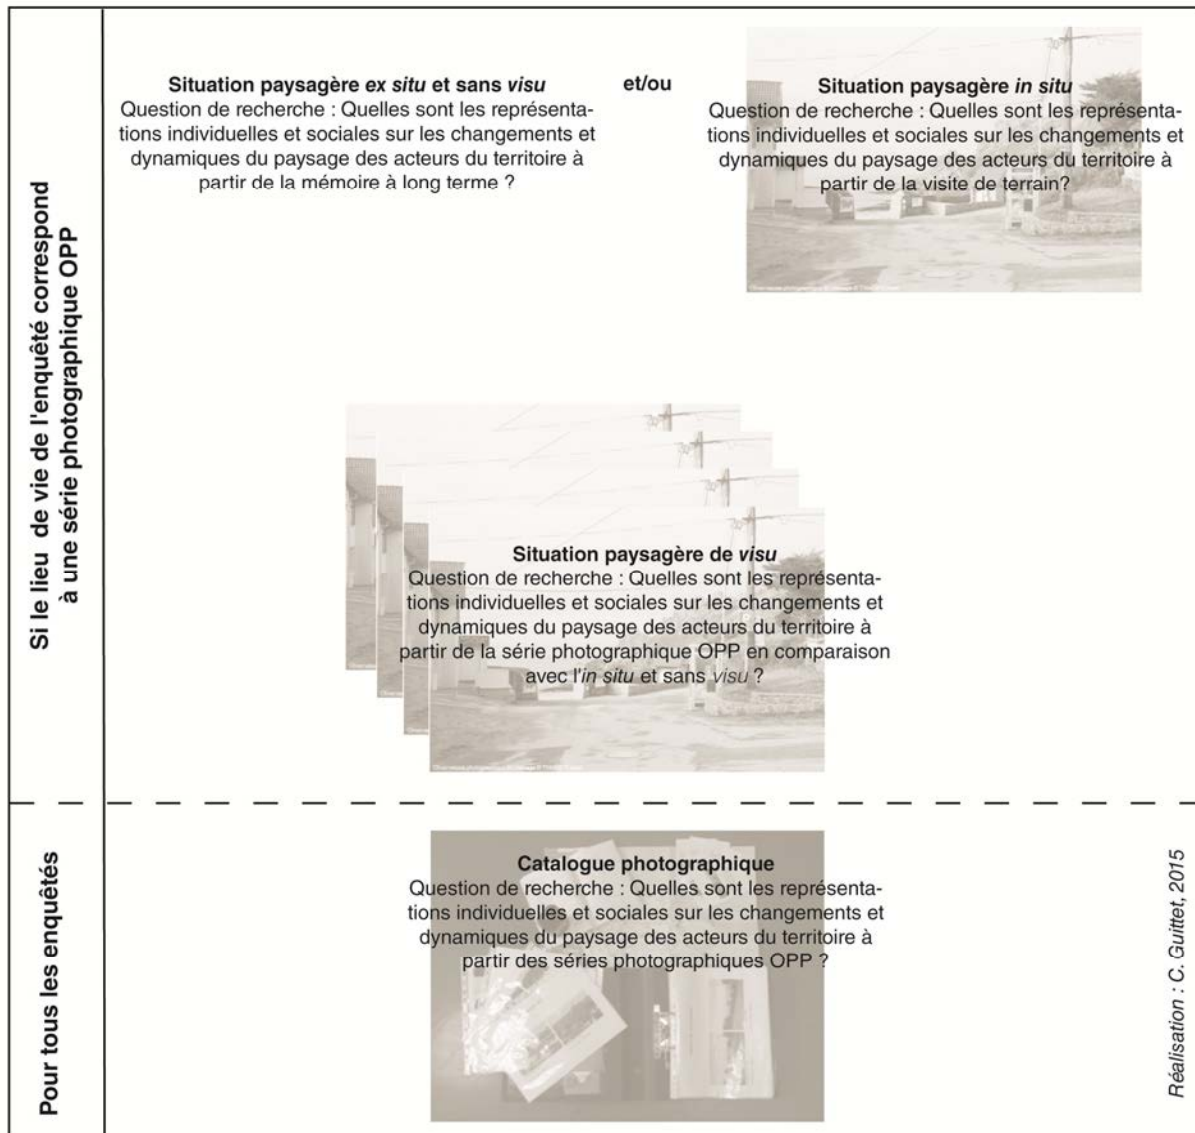 Si le lieu de vie de l'enquêté correspond
à une série photographique OPP
Situation paysagère ex situ et sans visu
Question de recherche : Quelles sont les représenta-
tions individuelles et sociales sur les changements et
dynamiques du paysage des acteurs du territoire à
partir de la mémoire à long terme ?
et/ou
Situation paysagère in situ
Question de recherche : Quelles sont les représenta-
tions individuelles et sociales sur les changements et
dynamiques du paysage des acteurs du territoire à
partir de la visite de terrain?
Situation paysagère de visu
Question de recherche : Quelles sont les représenta-
tions individuelles et sociales sur les changements et
dynamiques du paysage des acteurs du territoire à
partir de la série photographique OPP en comparaison
avec l'in situ et sans visu ?
Pour tous les enquêtés
Catalogue photographique
Question de recherche : Quelles sont les représenta-
tions individuelles et sociales sur les changements et
dynamiques du paysage des acteurs du territoire à
partir des séries photographiques OPP ?
Réalisation : C. Guittet, 2015